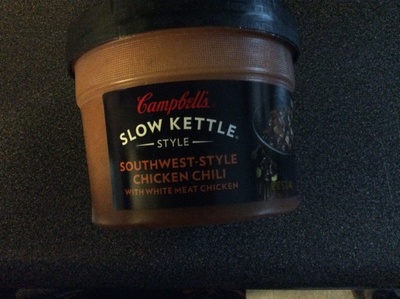 Campbell's
SLOW KETTLE
STYLE
SOUTHWEST-STYLE
CHICKEN CHILI
WITH WHITE MEAT CHICKEN